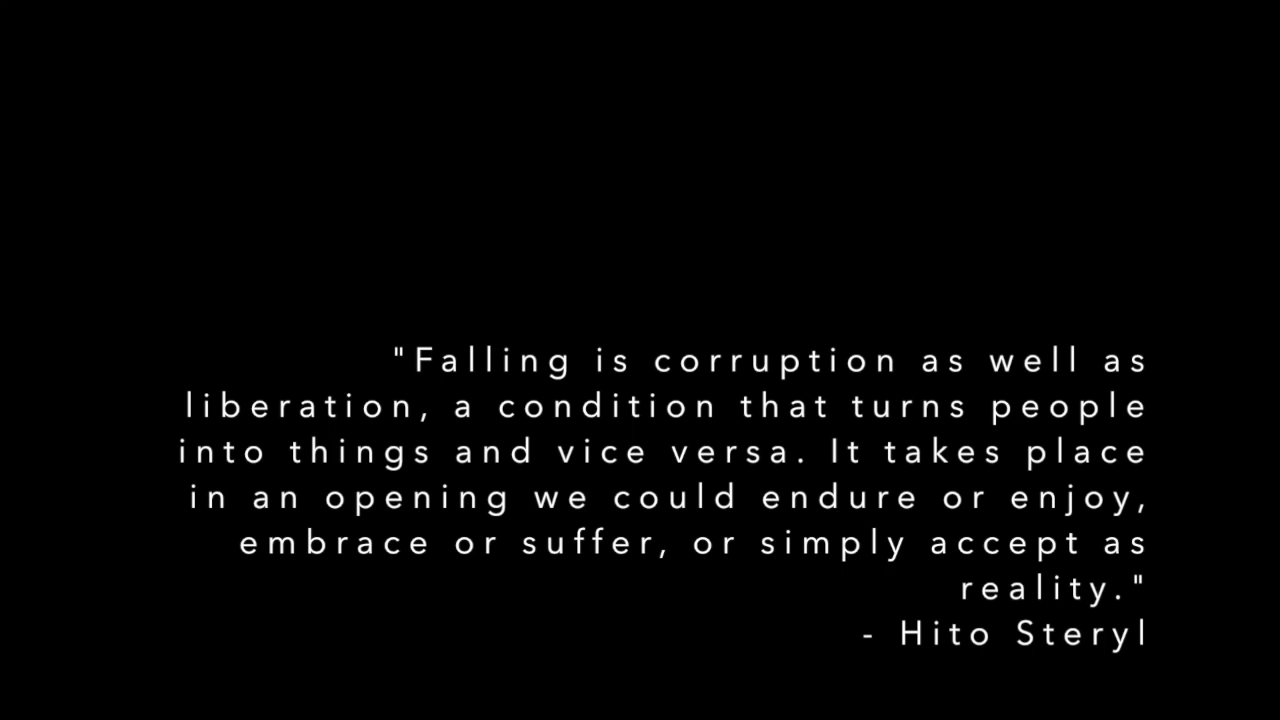 "Falling is corruption as well as
liberation, a condition that turns people
into things and vice versa. It takes place
in an opening we could endure or enjoy,
embrace or suffer, or simply accept as
reality."
- Hito Steryl